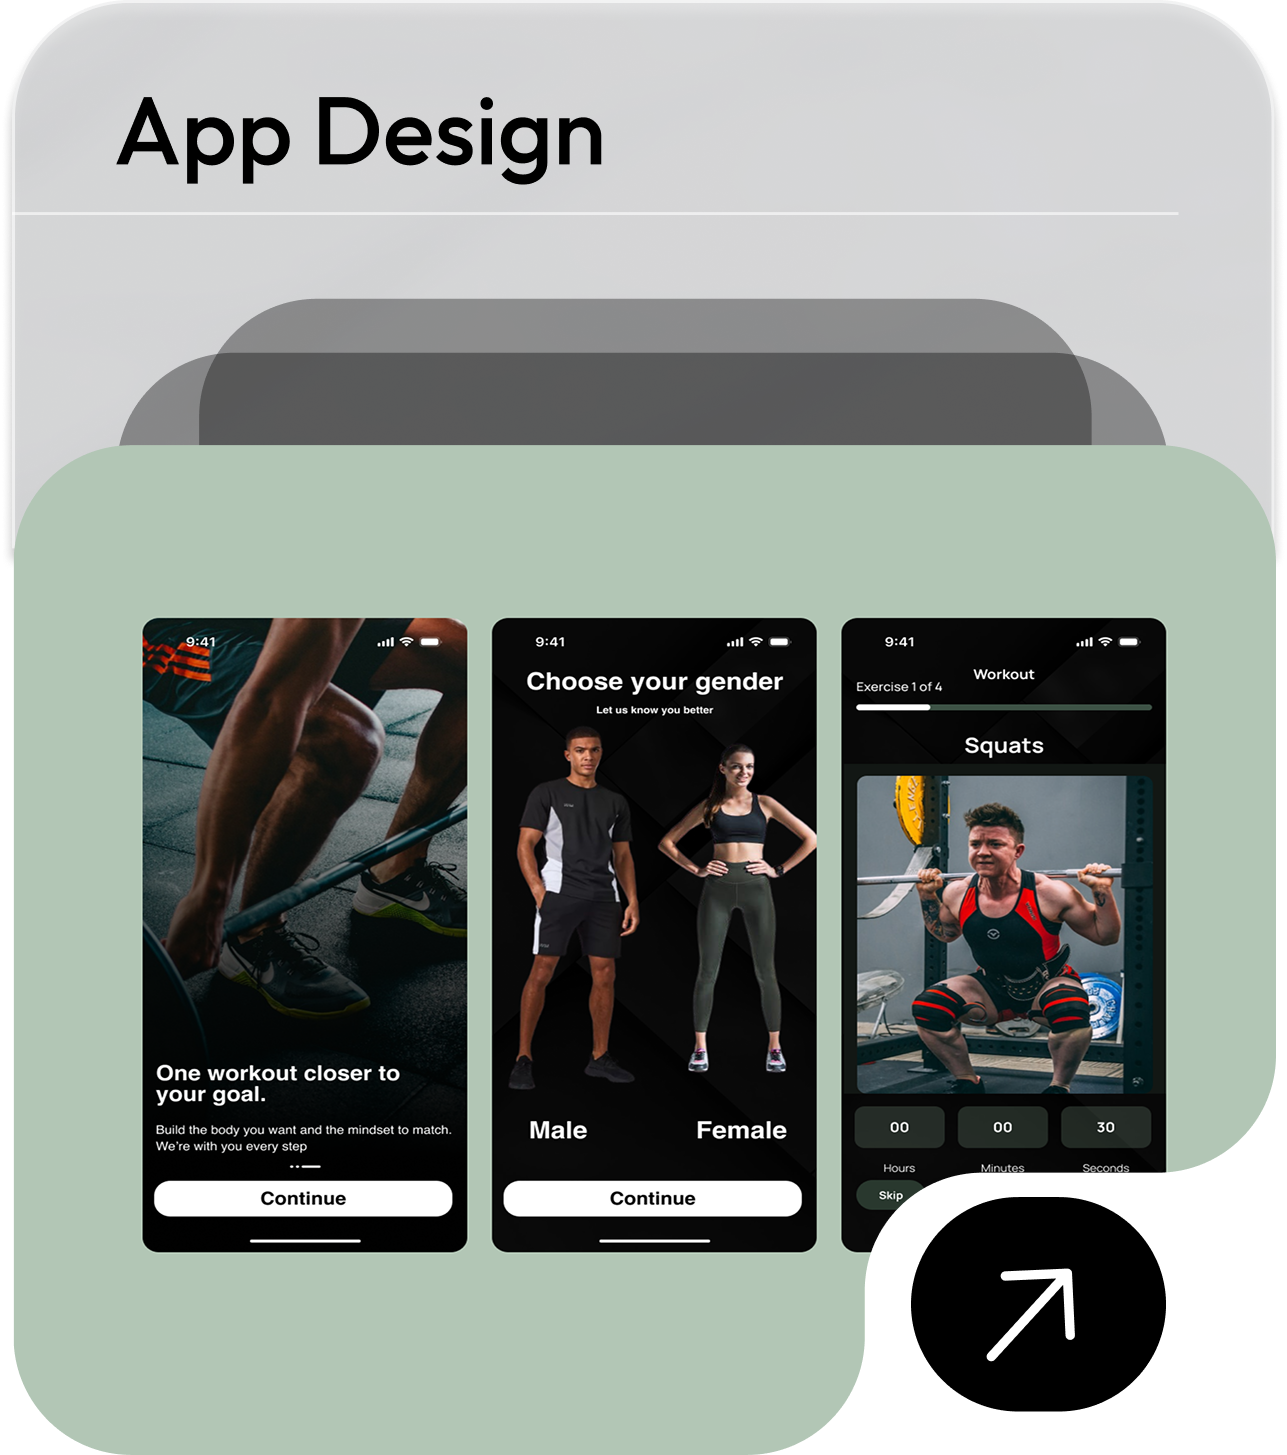 App Design
9:41
One workout closer to
your goal.
Build the body you want and the mindset to match.
We're with you every step
Continue
9:41
Choose your gender
Let us know you better
Male
Female
Continue
9:41
Workout
Exercise 1 of 4
Squats
00
00
30
Hours
Minutes
Seconds
Skip